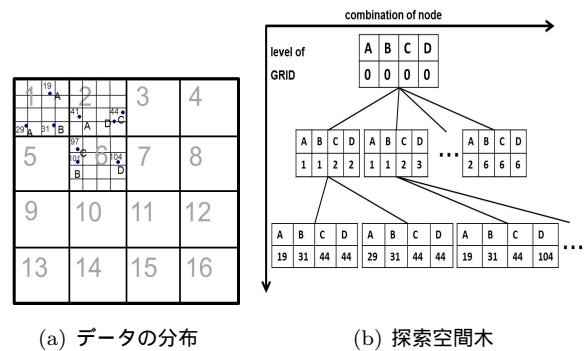 combination of node
level of
GRID
A B C D
0 0 0 0
A B C D
1 1 2 2
A B C D
1 1 2 3
...
A B C D
2 6 6 6
A B C D
19 31 44 44
A B C D
29 31 44 44
A B C D
19 31 44 104
...
1 2 3 4
19 A
29 A 31 B
41 A 44 D C
5 6 7 8
97 C
101 B 104 D
9 10 11 12
13 14 15 16
(a) データの分布
(b) 探索空間木